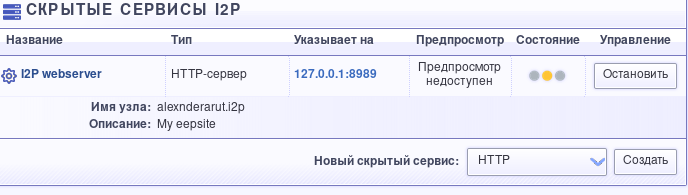 СКРЫТЫЕ СЕРВИСЫ I2P
Название Тип Указывает на Предпросмотр Состояние Управление
I2P webserver HTTP-сервер 127.0.0.1:8989 Предпросмотр недоступен Остановить
Имя узла: alexnderarut.i2p
Описание: My eepsite
Новый скрытый сервис: HTTP Создать